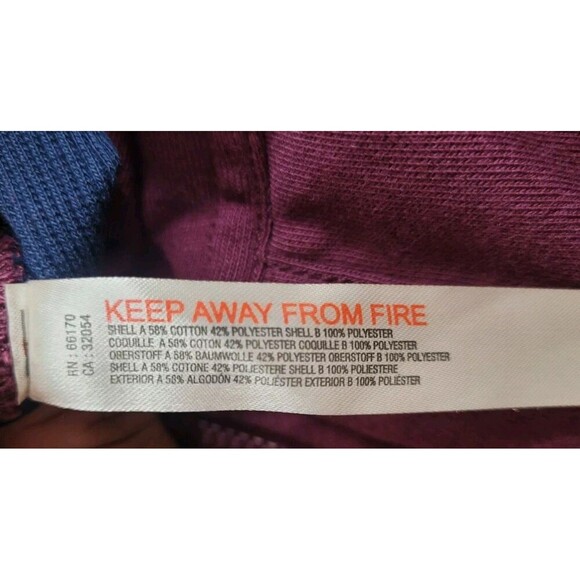 RN : 66170
CA : 32054
KEEP AWAY FROM FIRE
SHELL A 58% COTTON 42% POLYESTER SHELL B 100% POLYESTER
COQUILLE A 58% COTON 42% POLYESTER COQUILLE B 100% POLYESTER
OBERSTOFF A 58% BAUMWOLLE 42% POLYESTER OBERSTOFF B 100% POLYESTER
SHELL A 58% COTONE 42% POLIESTERE SHELL B 100% POLIESTERE
EXTERIOR A 58% ALGODÓN 42% POLIÉSTER EXTERIOR B 100% POLIÉSTER